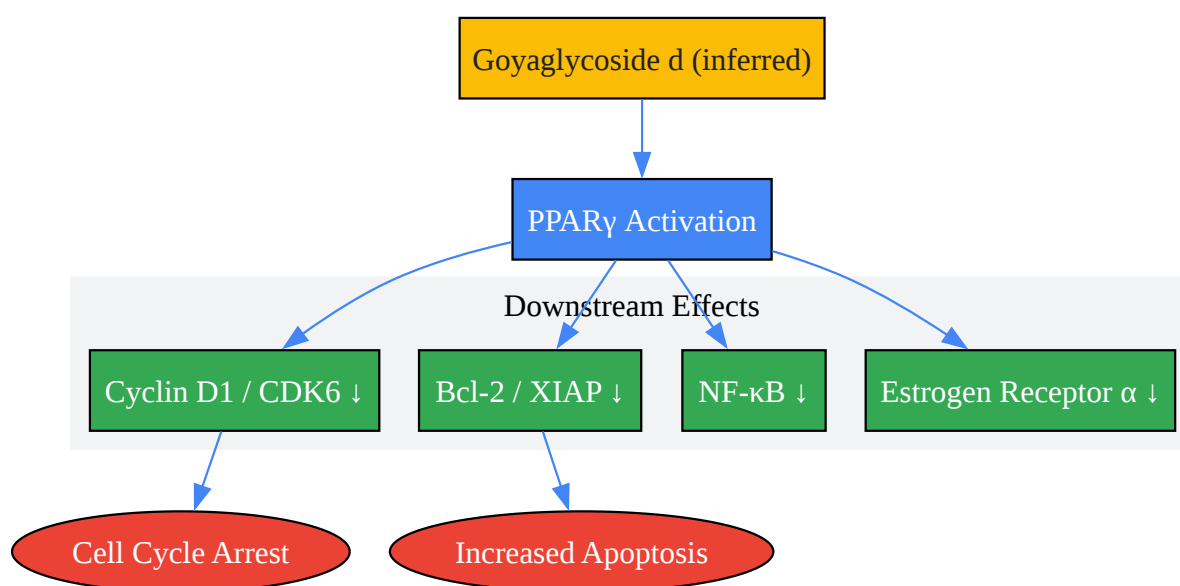 Goyaglycoside d (inferred)
PPARγ Activation
Downstream Effects
Cyclin D1 / CDK6 ↓
Bcl-2 / XIAP ↓
NF-κB ↓
Estrogen Receptor α ↓
Cell Cycle Arrest
Increased Apoptosis